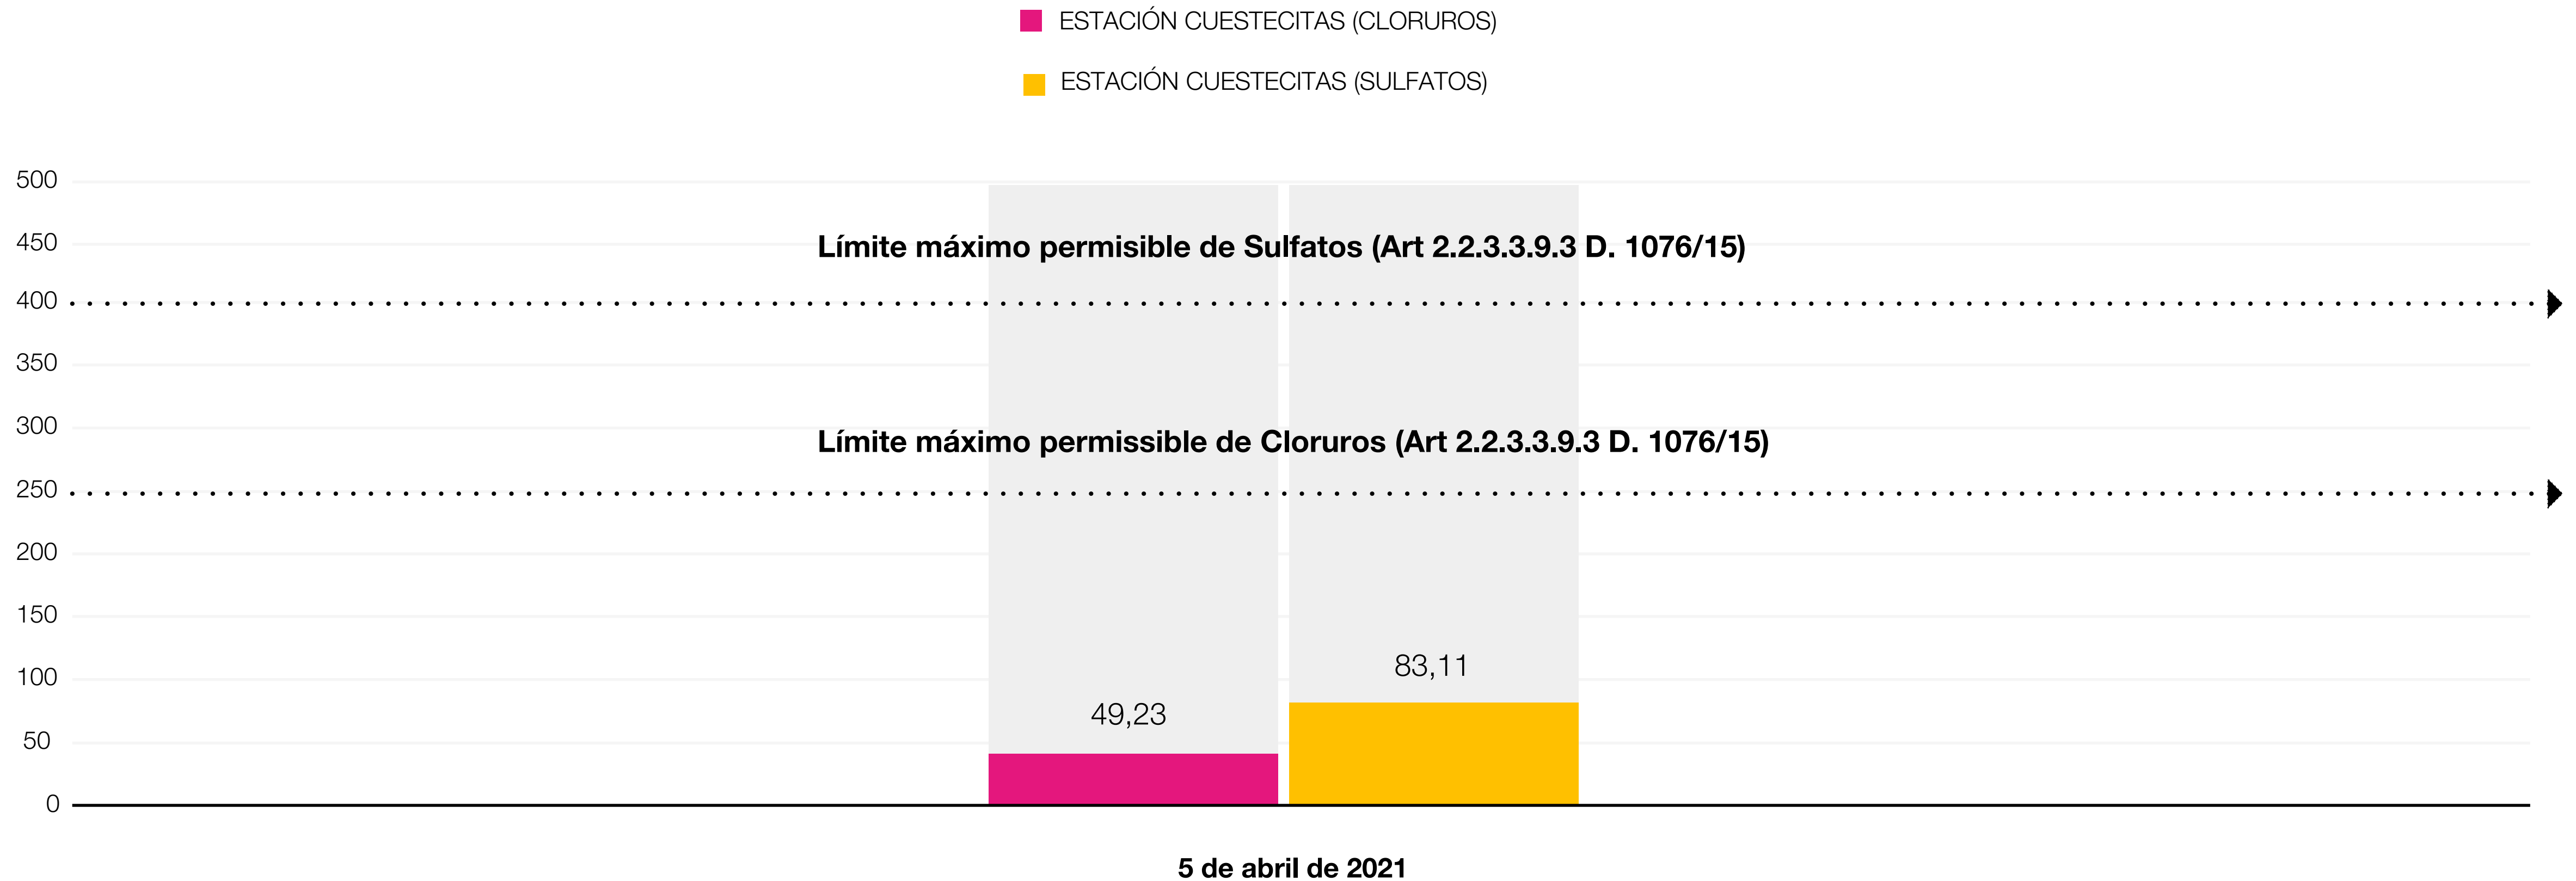 ESTACIÓN CUESTECITAS (CLORUROS)
ESTACIÓN CUESTECITAS (SULFATOS)
500
450
Límite máximo permisible de Sulfatos (Art 2.2.3.3.9.3 D. 1076/15)
400
350
300
Límite máximo permissible de Cloruros (Art 2.2.3.3.9.3 D. 1076/15)
250
200
150
100
83,11
49,23
50
0
5 de abril de 2021